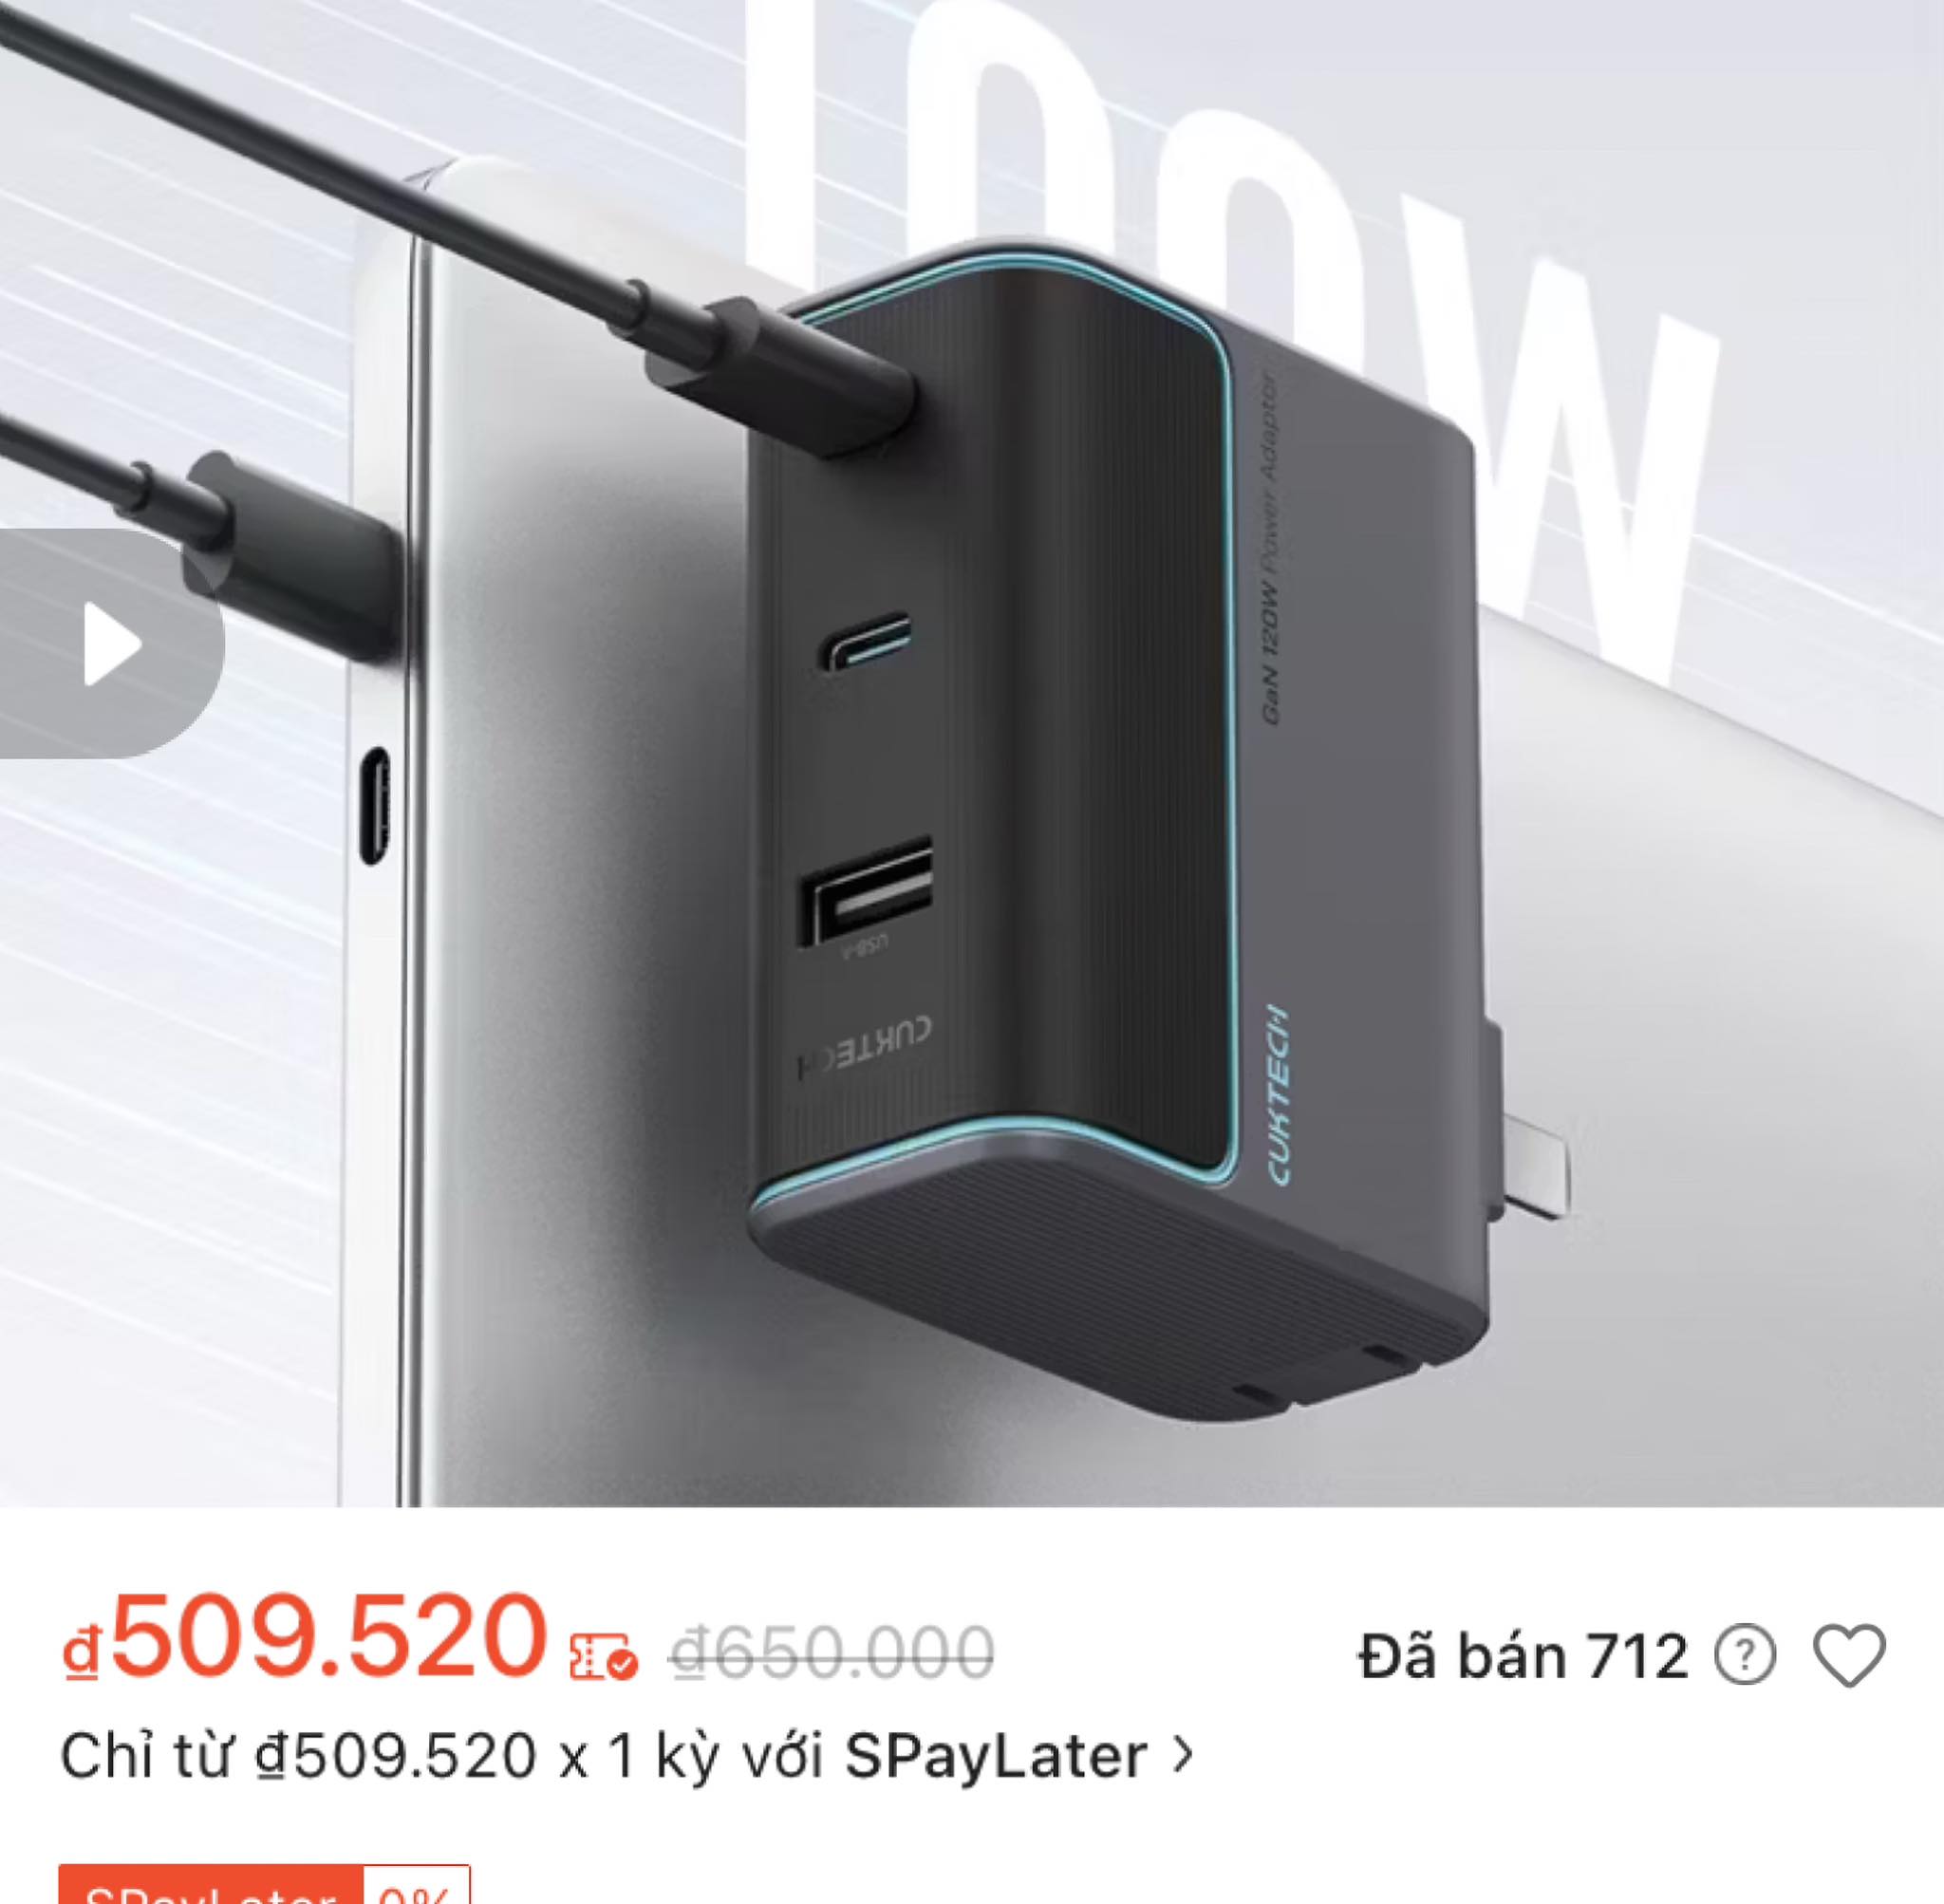 100W
GaN 120W Power Adaptor
USB-A
CUKTECH
CUKTECH
₫509.520 ₫650.000 Đã bán 712 ?
Chỉ từ ₫509.520 x 1 kỳ với SPayLater >
SPayLater 0%